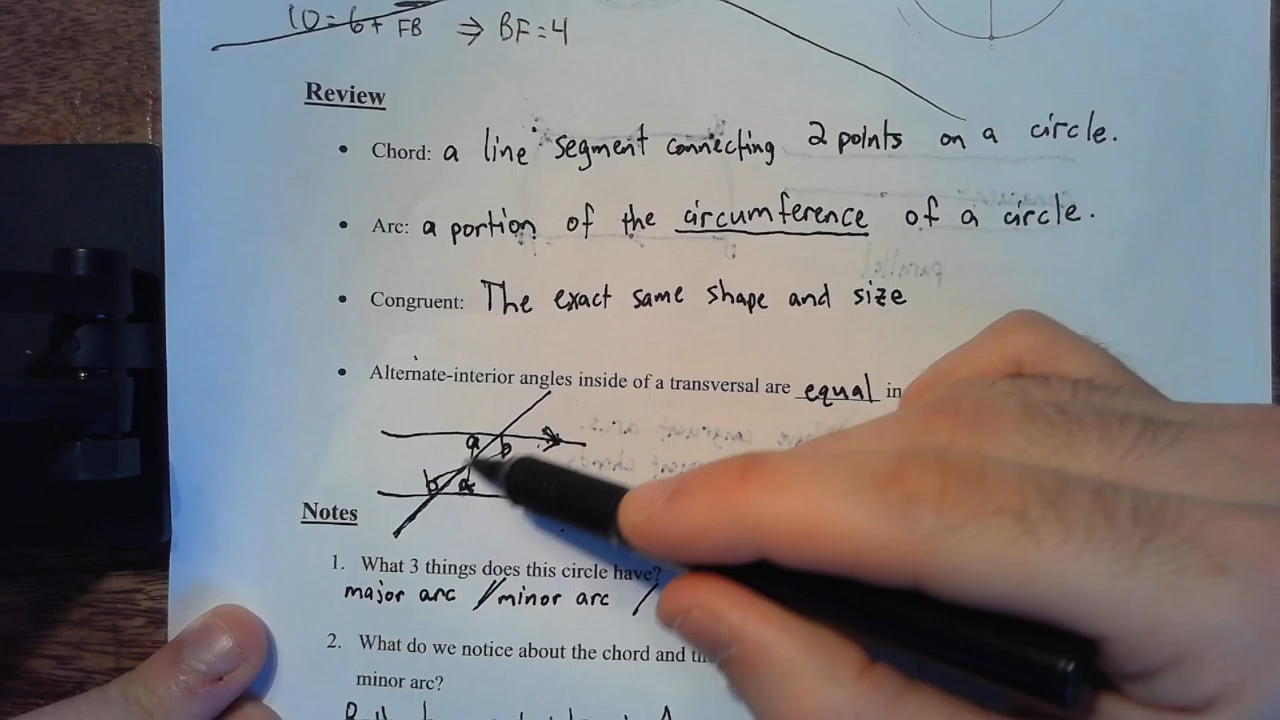 10 = 6 + FB ⇒ BF = 4
Review
• Chord: a line segment connecting 2 points on a circle.
• Arc: a portion of the circumference of a circle.
• Congruent: The exact same shape and size
• Alternate-interior angles inside of a transversal are equal in
a b
b a
Notes
1. What 3 things does this circle have?
major arc / minor arc /
2. What do we notice about the chord and
minor arc?